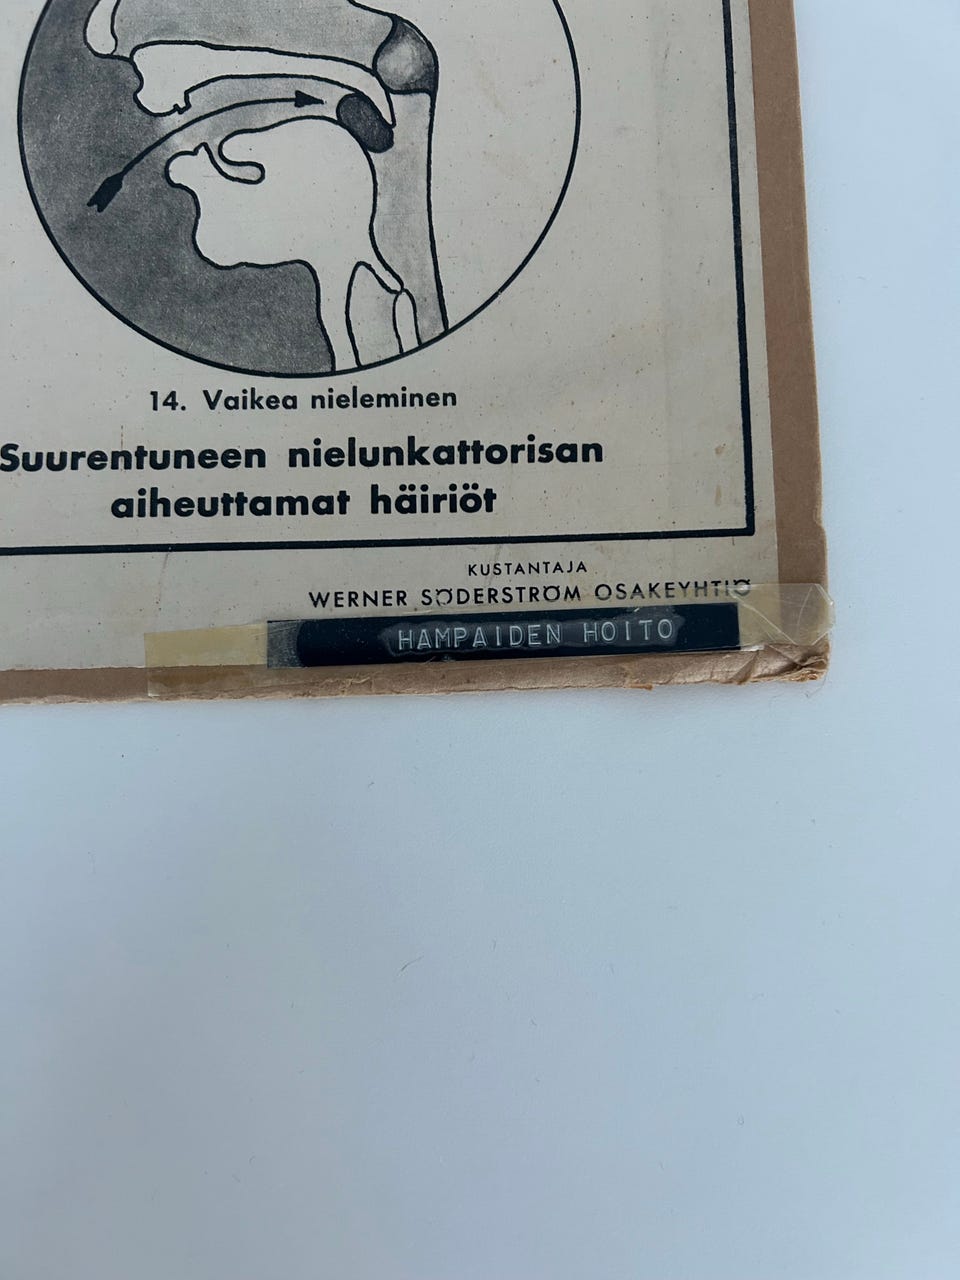 14. Vaikea nieleminen
Suurentuneen nielunkattorisan
aiheuttamat häiriöt
KUSTANTAJA
WERNER SÖDERSTRÖM OSAKEYHTIÖ
HAMPAIDEN HOITO